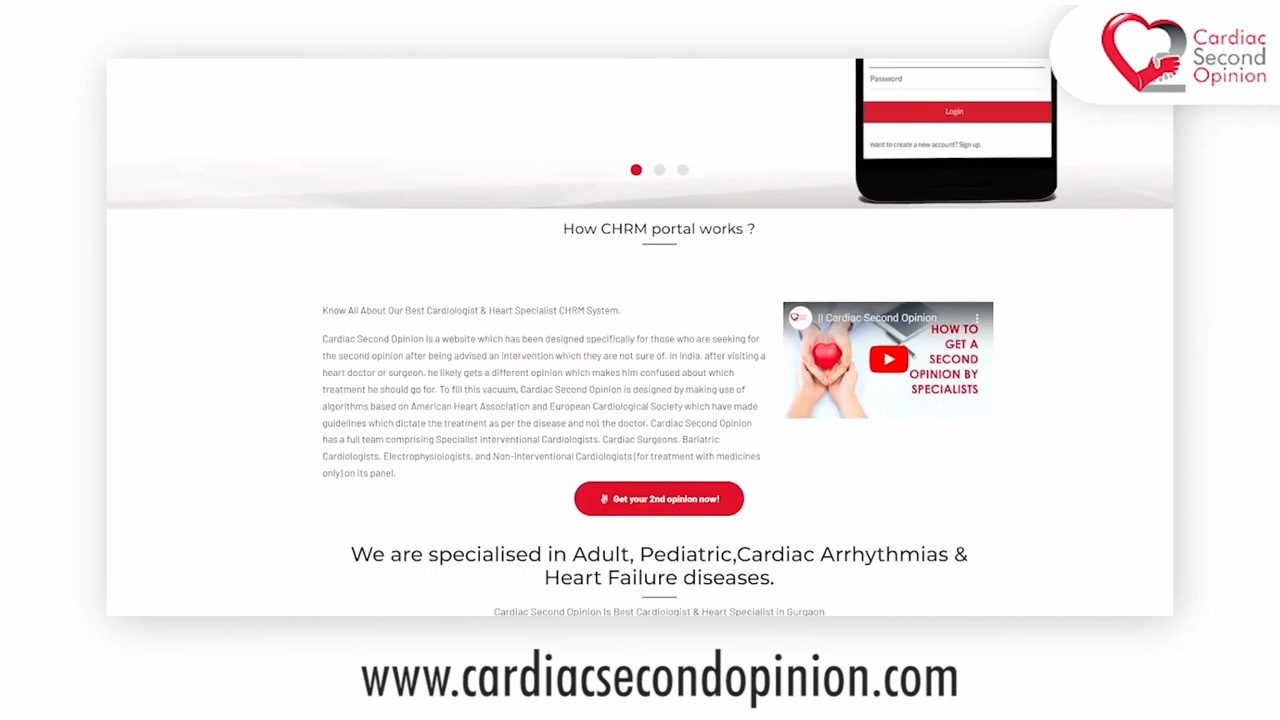 Cardiac
Second
Opinion
Password
Login
want to create a new account? Sign up.
How CHRM portal works ?
Know All About Our Best Cardiologist & Heart Specialist CHRM System.
Cardiac Second Opinion is a website which has been designed specifically for those who are seeking for
the second opinion after being advised an intervention which they are not sure of. In India, after visiting a
heart doctor or surgeon, he likely gets a different opinion which makes him confused about which
treatment he should go for. To fill this vacuum, Cardiac Second Opinion is designed by making use of
algorithms based on American Heart Association and European Cardiological Society which have made
guidelines which dictate the treatment as per the disease and not the doctor. Cardiac Second Opinion
has a full team comprising Specialist Interventional Cardiologists, Cardiac Surgeons, Bariatric
Cardiologists, Electrophysiologists, and Non-Interventional Cardiologists (for treatment with medicines
only) on its panel.
|| Cardiac Second Opinion
HOW TO
GET A
SECOND
OPINION BY
SPECIALISTS
Get your 2nd opinion now!
We are specialised in Adult, Pediatric,Cardiac Arrhythmias &
Heart Failure diseases.
Cardiac Second Opinion Is Best Cardiologist & Heart Specialist in Gurgaon
www.cardiacsecondopinion.com